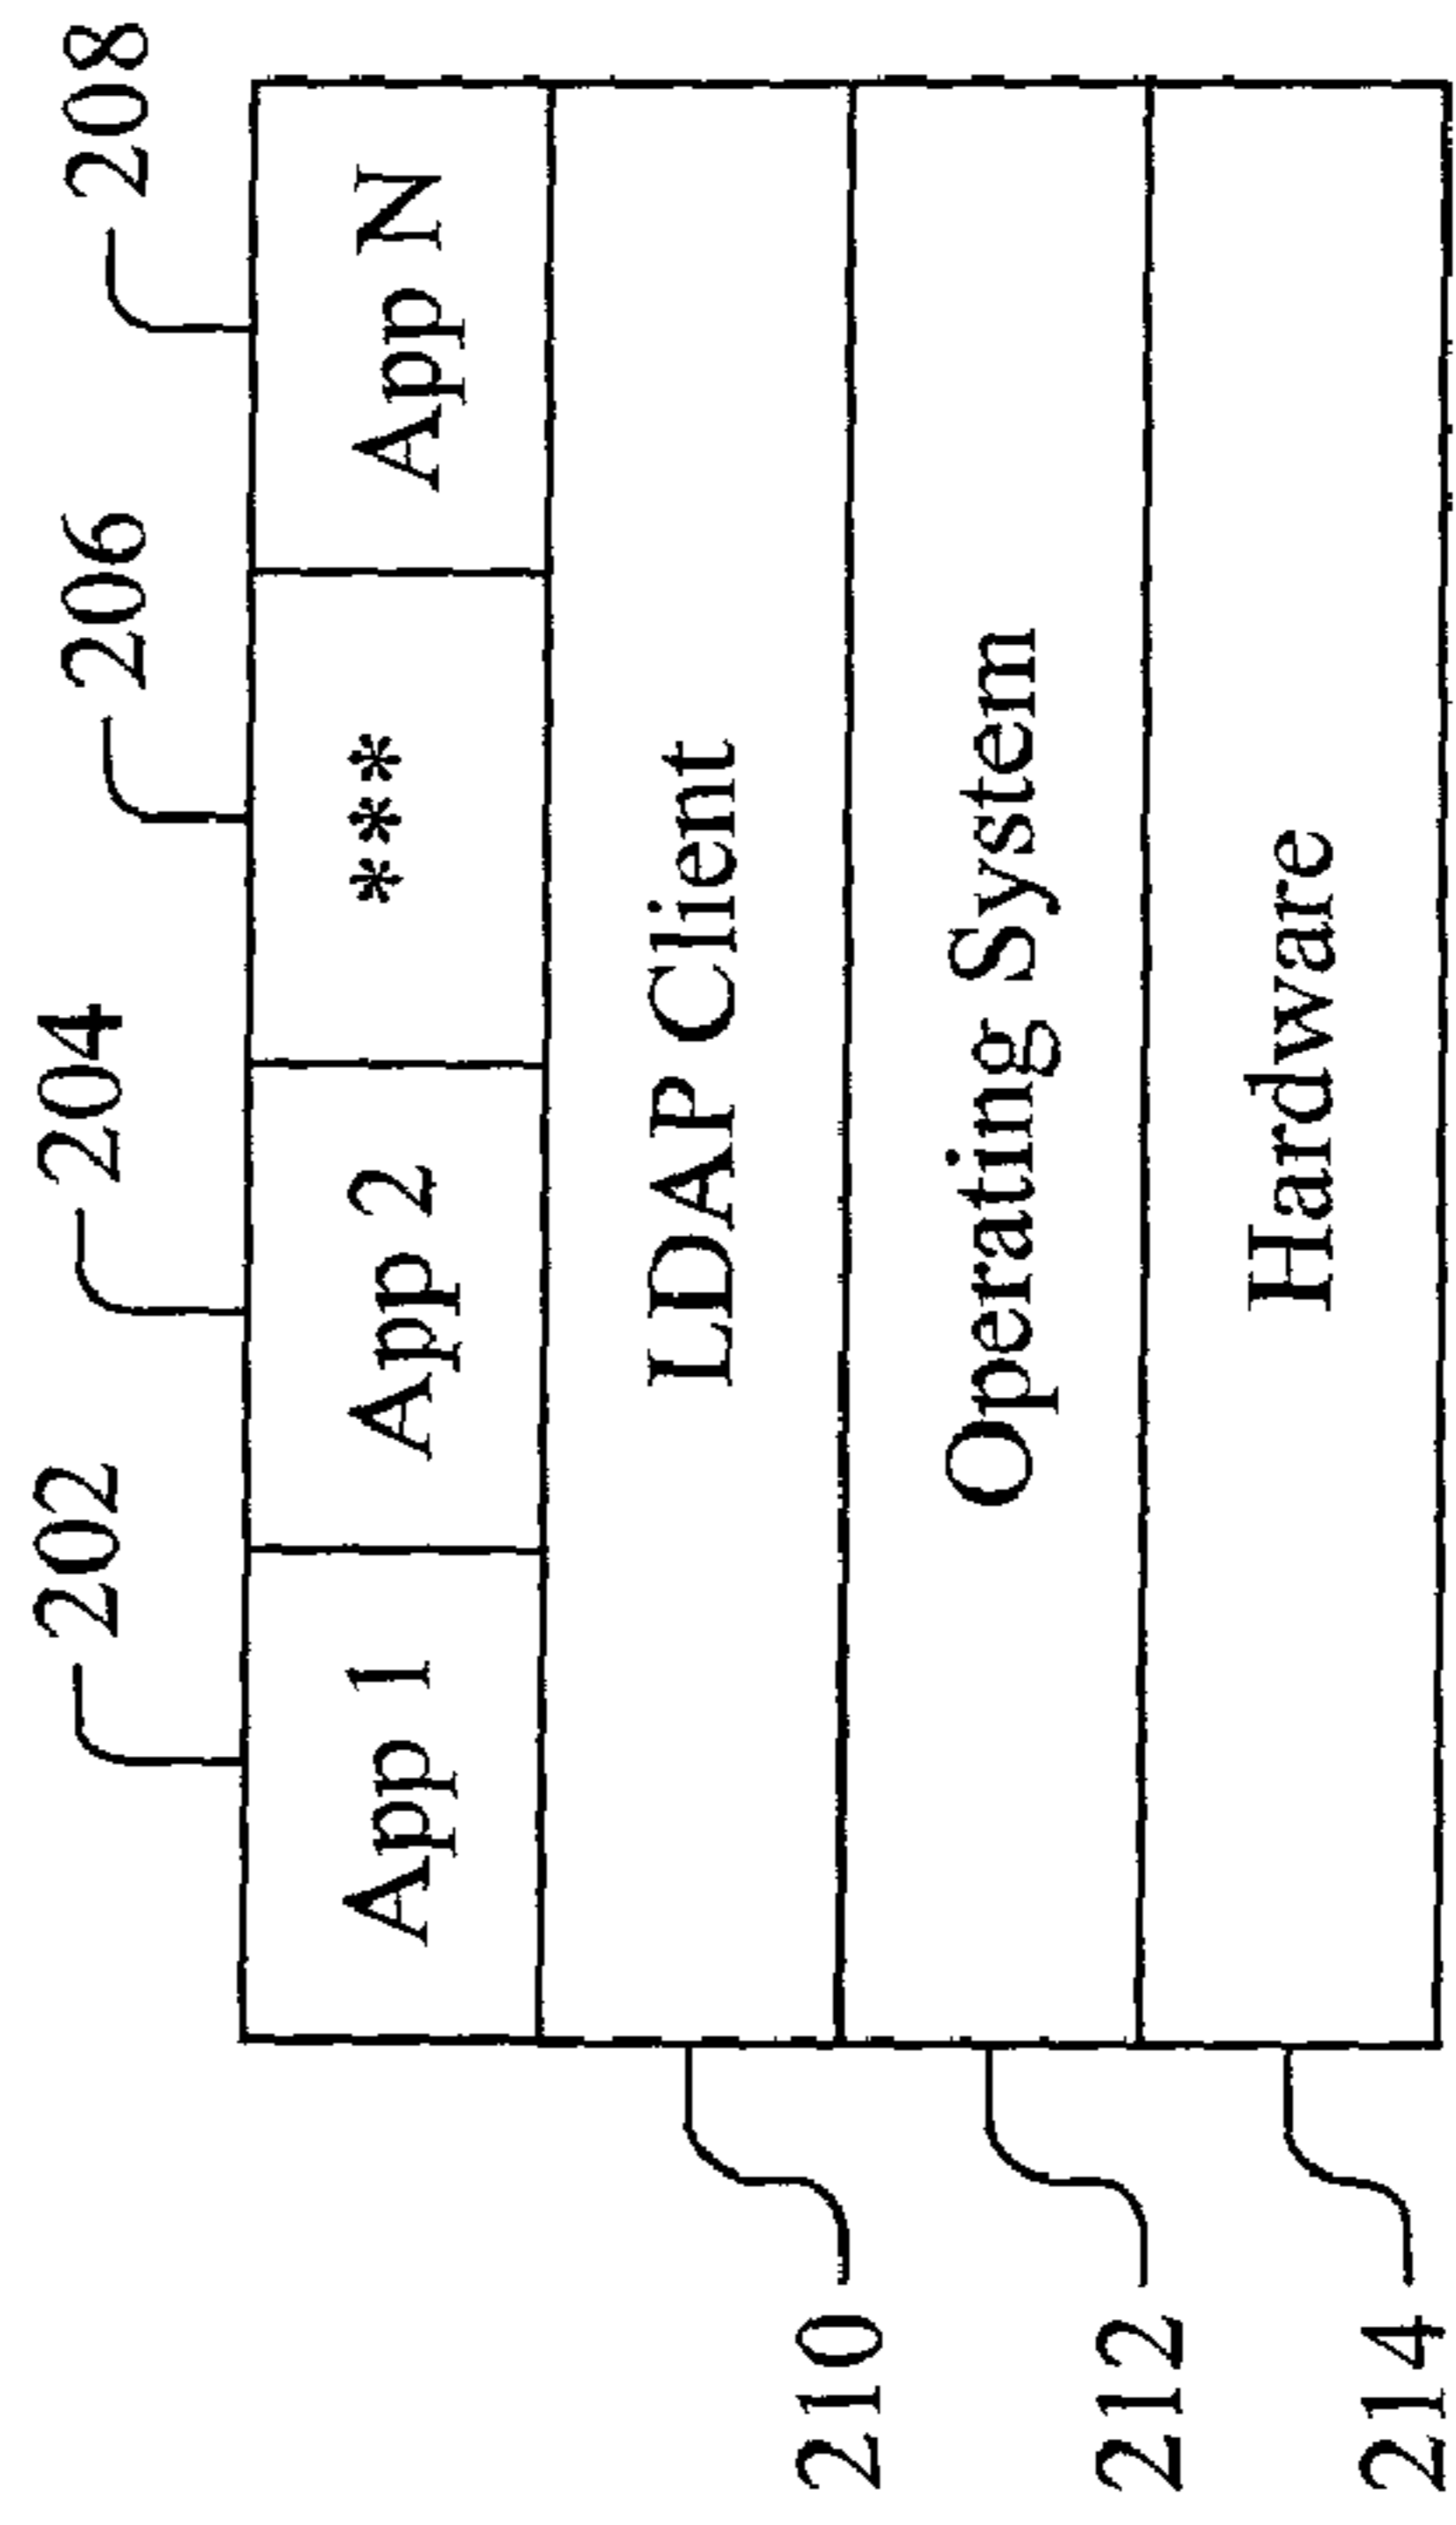 202 204 206 208
App 1 App 2 *** App N
210 LDAP Client
212 Operating System
214 Hardware